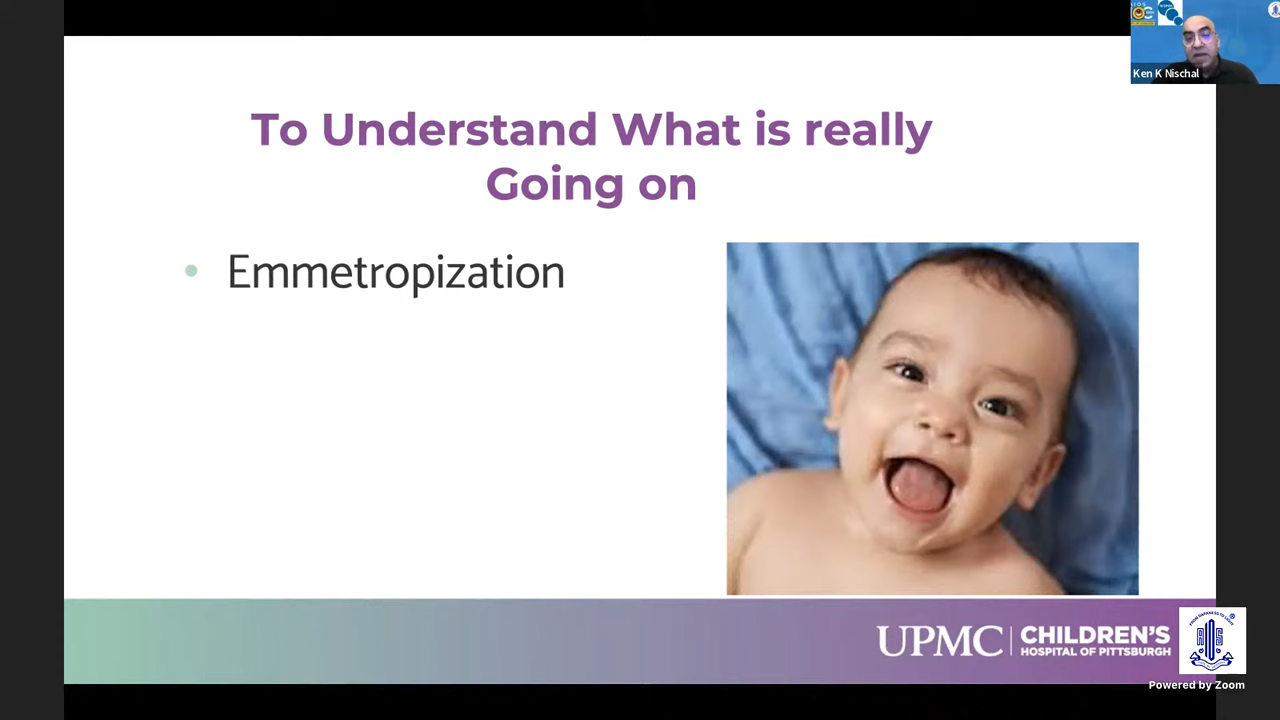 Ken K Nischal
To Understand What is really
Going on
• Emmetropization
UPMC
CHILDREN'S
HOSPITAL OF PITTSBURGH
Powered by Zoom